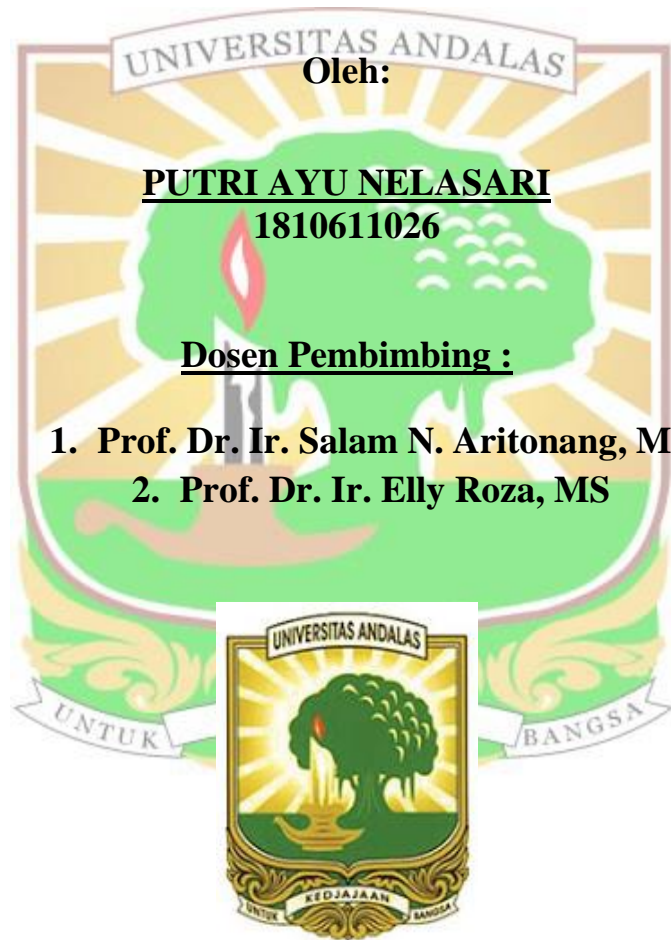 UNIVERSITAS ANDALAS
Oleh:
PUTRI AYU NELASARI
1810611026
Dosen Pembimbing :
1. Prof. Dr. Ir. Salam N. Aritonang, M
2. Prof. Dr. Ir. Elly Roza, MS
UNIVERSITAS ANDALAS
UNTUK BANGSA
UNTUK KEDJAJAAN BANGSA